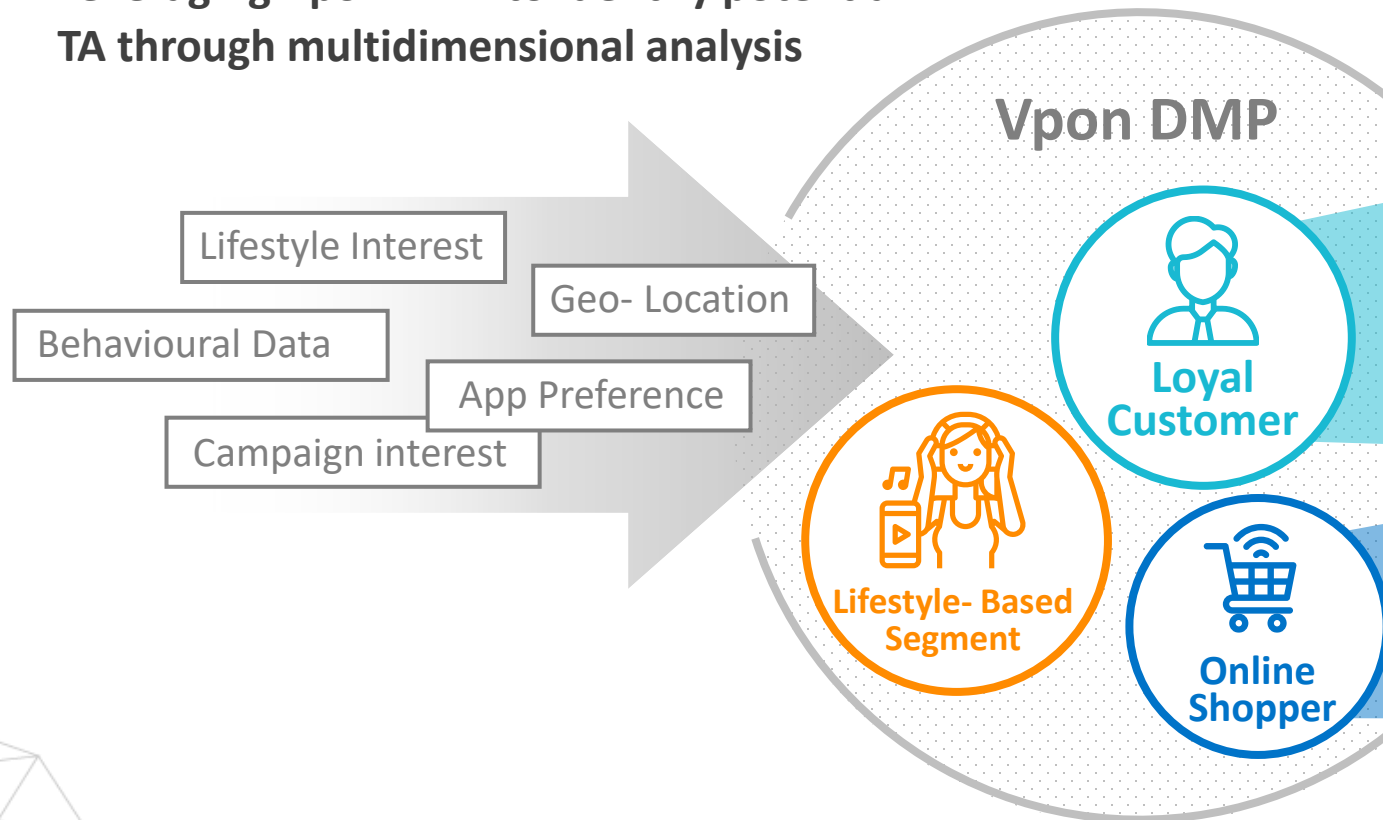 TA through multidimensional analysis
Vpon DMP
Lifestyle Interest
Geo- Location
Behavioural Data
App Preference
Campaign interest
Loyal
Customer
Lifestyle- Based
Segment
Online
Shopper